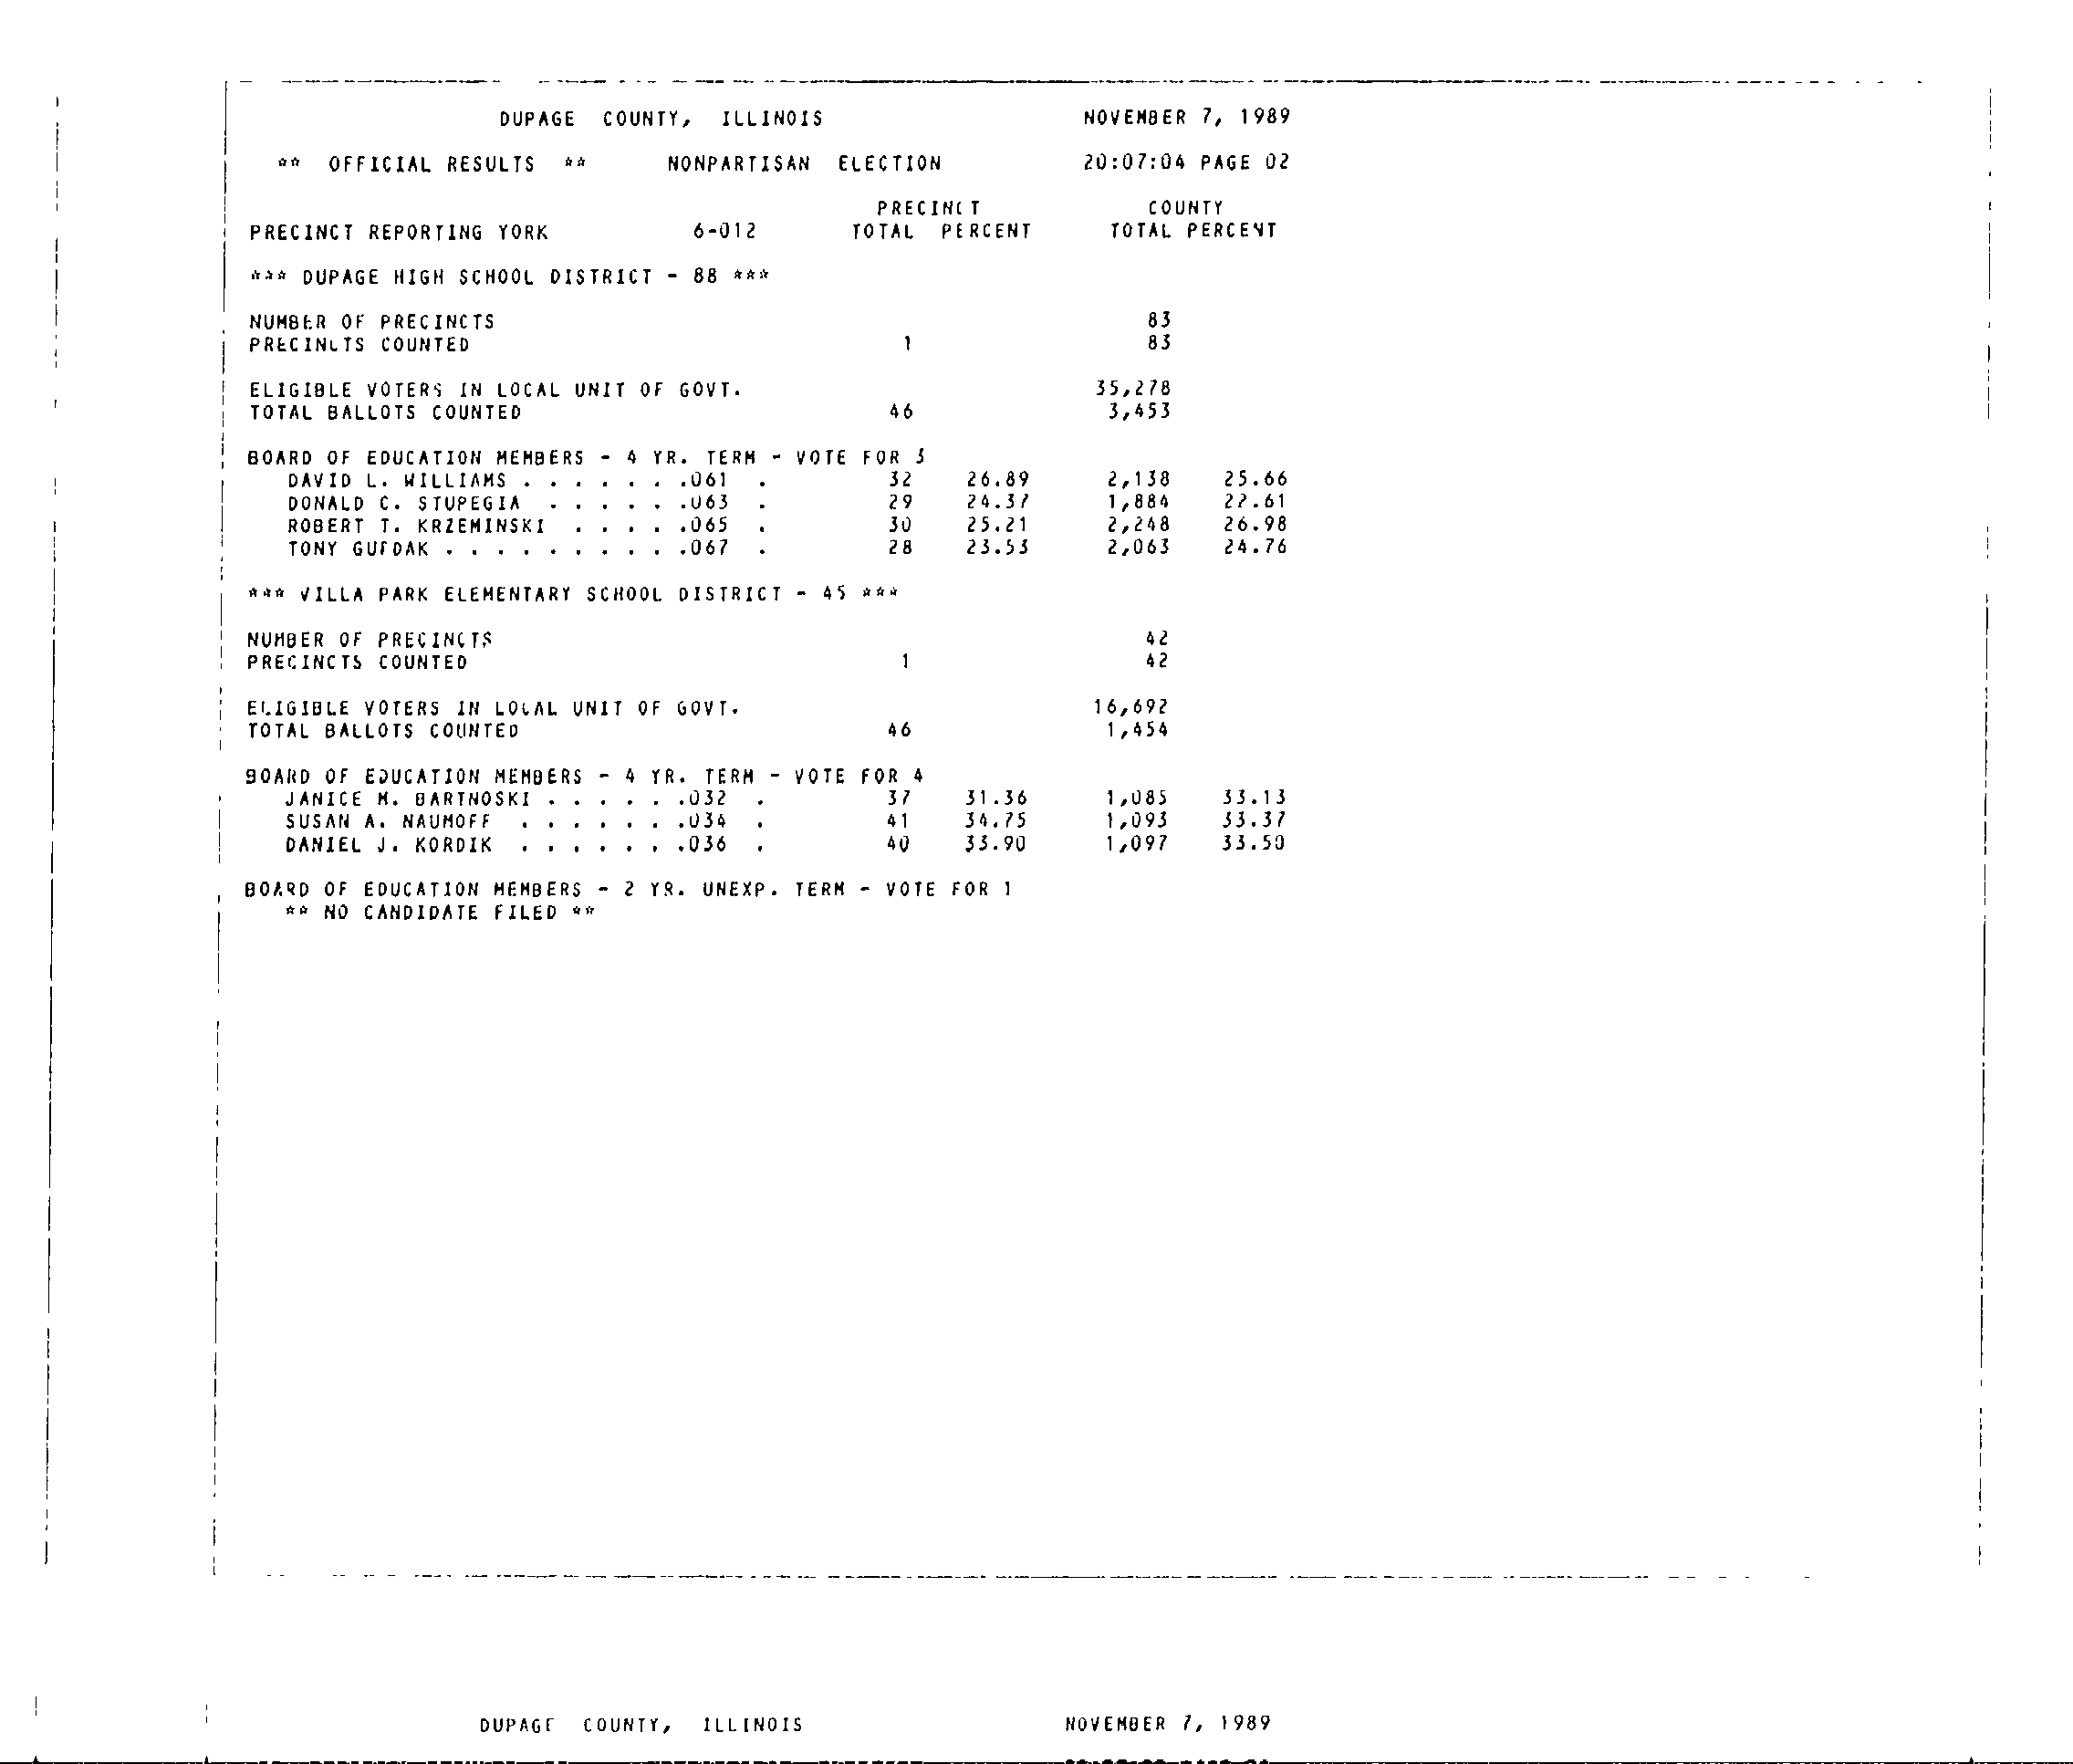 DUPAGE COUNTY, ILLINOIS NOVEMBER 7, 1989
** OFFICIAL RESULTS ** NONPARTISAN ELECTION 20:07:04 PAGE 02
PRECINCT COUNTY
PRECINCT REPORTING YORK 6-012 TOTAL PERCENT TOTAL PERCENT
*** DUPAGE HIGH SCHOOL DISTRICT - 88 ***
NUMBER OF PRECINCTS 83
PRECINCTS COUNTED 1 83
ELIGIBLE VOTERS IN LOCAL UNIT OF GOVT. 35,278
TOTAL BALLOTS COUNTED 46 3,453
BOARD OF EDUCATION MEMBERS - 4 YR. TERM - VOTE FOR 3
DAVID L. WILLIAMS . . . . . . .061 . 32 26.89 2,138 25.66
DONALD C. STUPEGIA . . . . . .063 . 29 24.37 1,884 22.61
ROBERT T. KRZEMINSKI . . . . .065 . 30 25.21 2,248 26.98
TONY . . . . . . . . . .067 . 28 23.53 2,063 24.76
*** VILLA PARK ELEMENTARY SCHOOL DISTRICT - 45 ***
NUMBER OF PRECINCTS 42
PRECINCTS COUNTED 1 42
ELIGIBLE VOTERS IN LOCAL UNIT OF GOVT. 16,692
TOTAL BALLOTS COUNTED 46 1,454
BOARD OF EDUCATION MEMBERS - 4 YR. TERM - VOTE FOR 4
JANICE M. BARTNOSKI . . . . . .032 . 37 31.36 1,085 33.13
SUSAN A. NAUMOFF . . . . . . .034 . 41 34.75 1,093 33.37
DANIEL J. KORDIK . . . . . . .036 . 40 33.90 1,097 33.50
BOARD OF EDUCATION MEMBERS - 2 YR. UNEXP. TERM - VOTE FOR 1
** NO CANDIDATE FILED **
DUPAGE COUNTY, ILLINOIS NOVEMBER 7, 1989